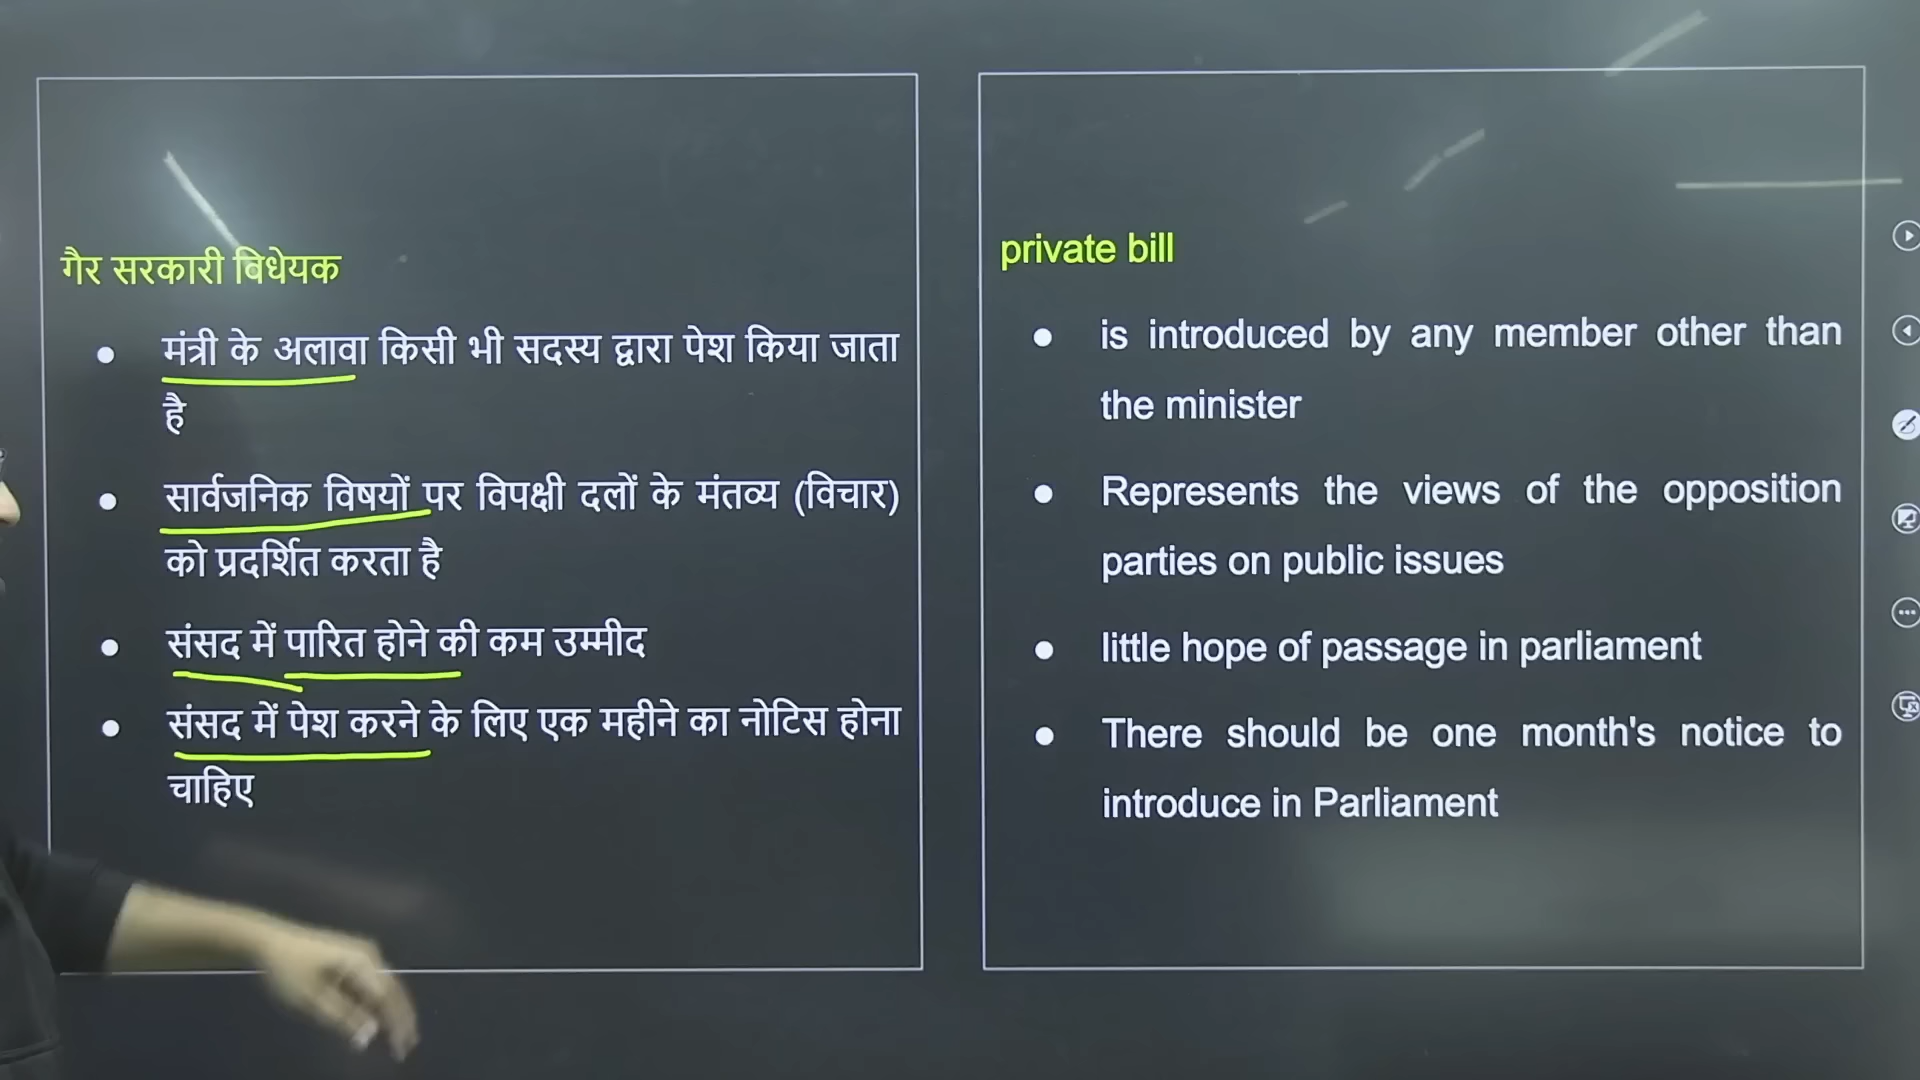 गैर सरकारी विधेयक
मंत्री के अलावा किसी भी सदस्य द्वारा पेश किया जाता
है
सार्वजनिक विषयों पर विपक्षी दलों के मंतव्य (विचार)
को प्रदर्शित करता है
संसद में पारित होने की कम उम्मीद
संसद में पेश करने के लिए एक महीने का नोटिस होना
चाहिए
private bill
is introduced by any member other than
the minister
Represents the views of the opposition
parties on public issues
little hope of passage in parliament
There should be one month's notice to
introduce in Parliament